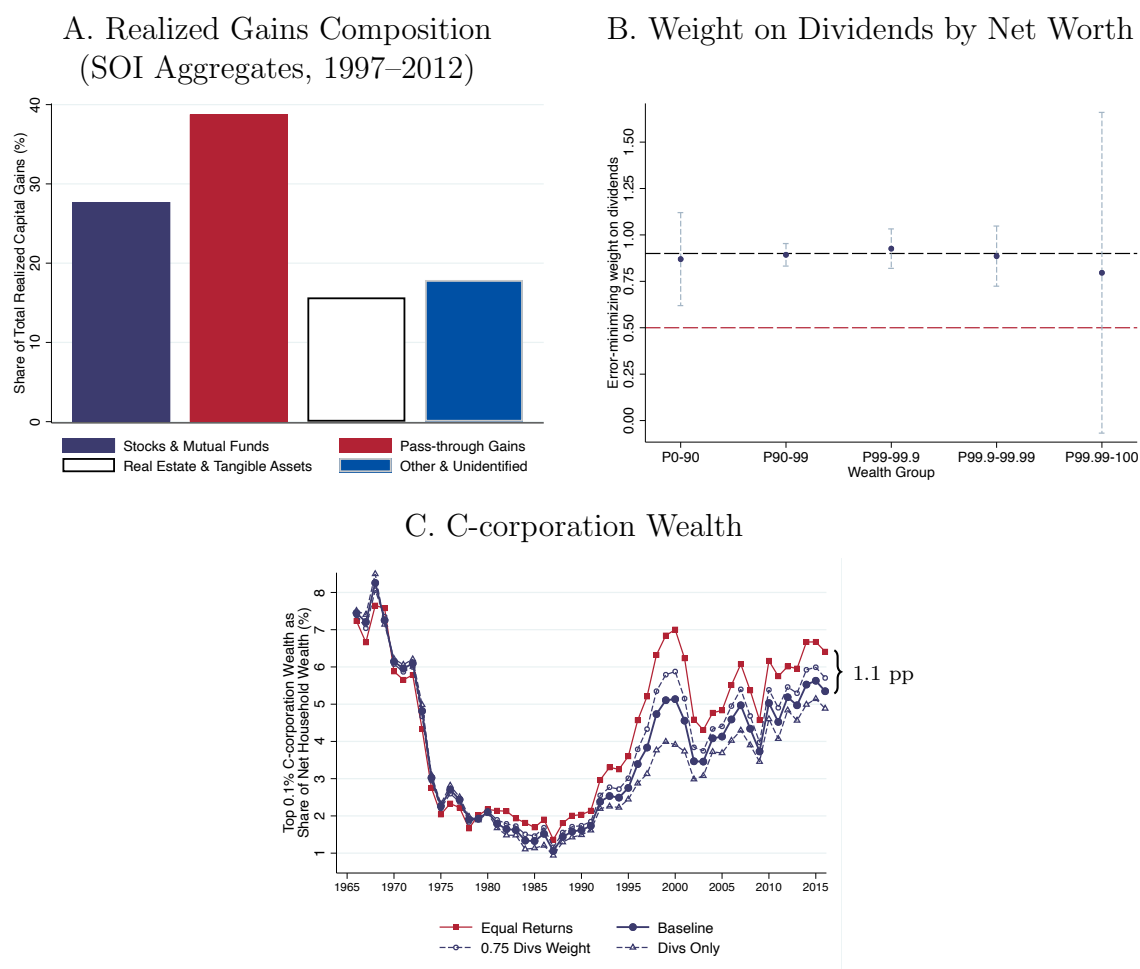 A. Realized Gains Composition
(SOI Aggregates, 1997–2012)
Share of Total Realized Capital Gains (%)
40
30
20
10
0
Stocks & Mutual Funds
Pass-through Gains
Real Estate & Tangible Assets
Other & Unidentified
B. Weight on Dividends by Net Worth
Error-minimizing weight on dividends
1.50
1.25
1.00
0.75
0.50
0.25
0.00
P0-90 P90-99 P99-99.9 P99.9-99.99 P99.99-100
Wealth Group
C. C-corporation Wealth
Top 0.1% C-corporation Wealth as
Share of Net Household Wealth (%)
8
7
6
5
4
3
2
1
1.1 pp
1965 1970 1975 1980 1985 1990 1995 2000 2005 2010 2015
Equal Returns
Baseline
0.75 Divs Weight
Divs Only